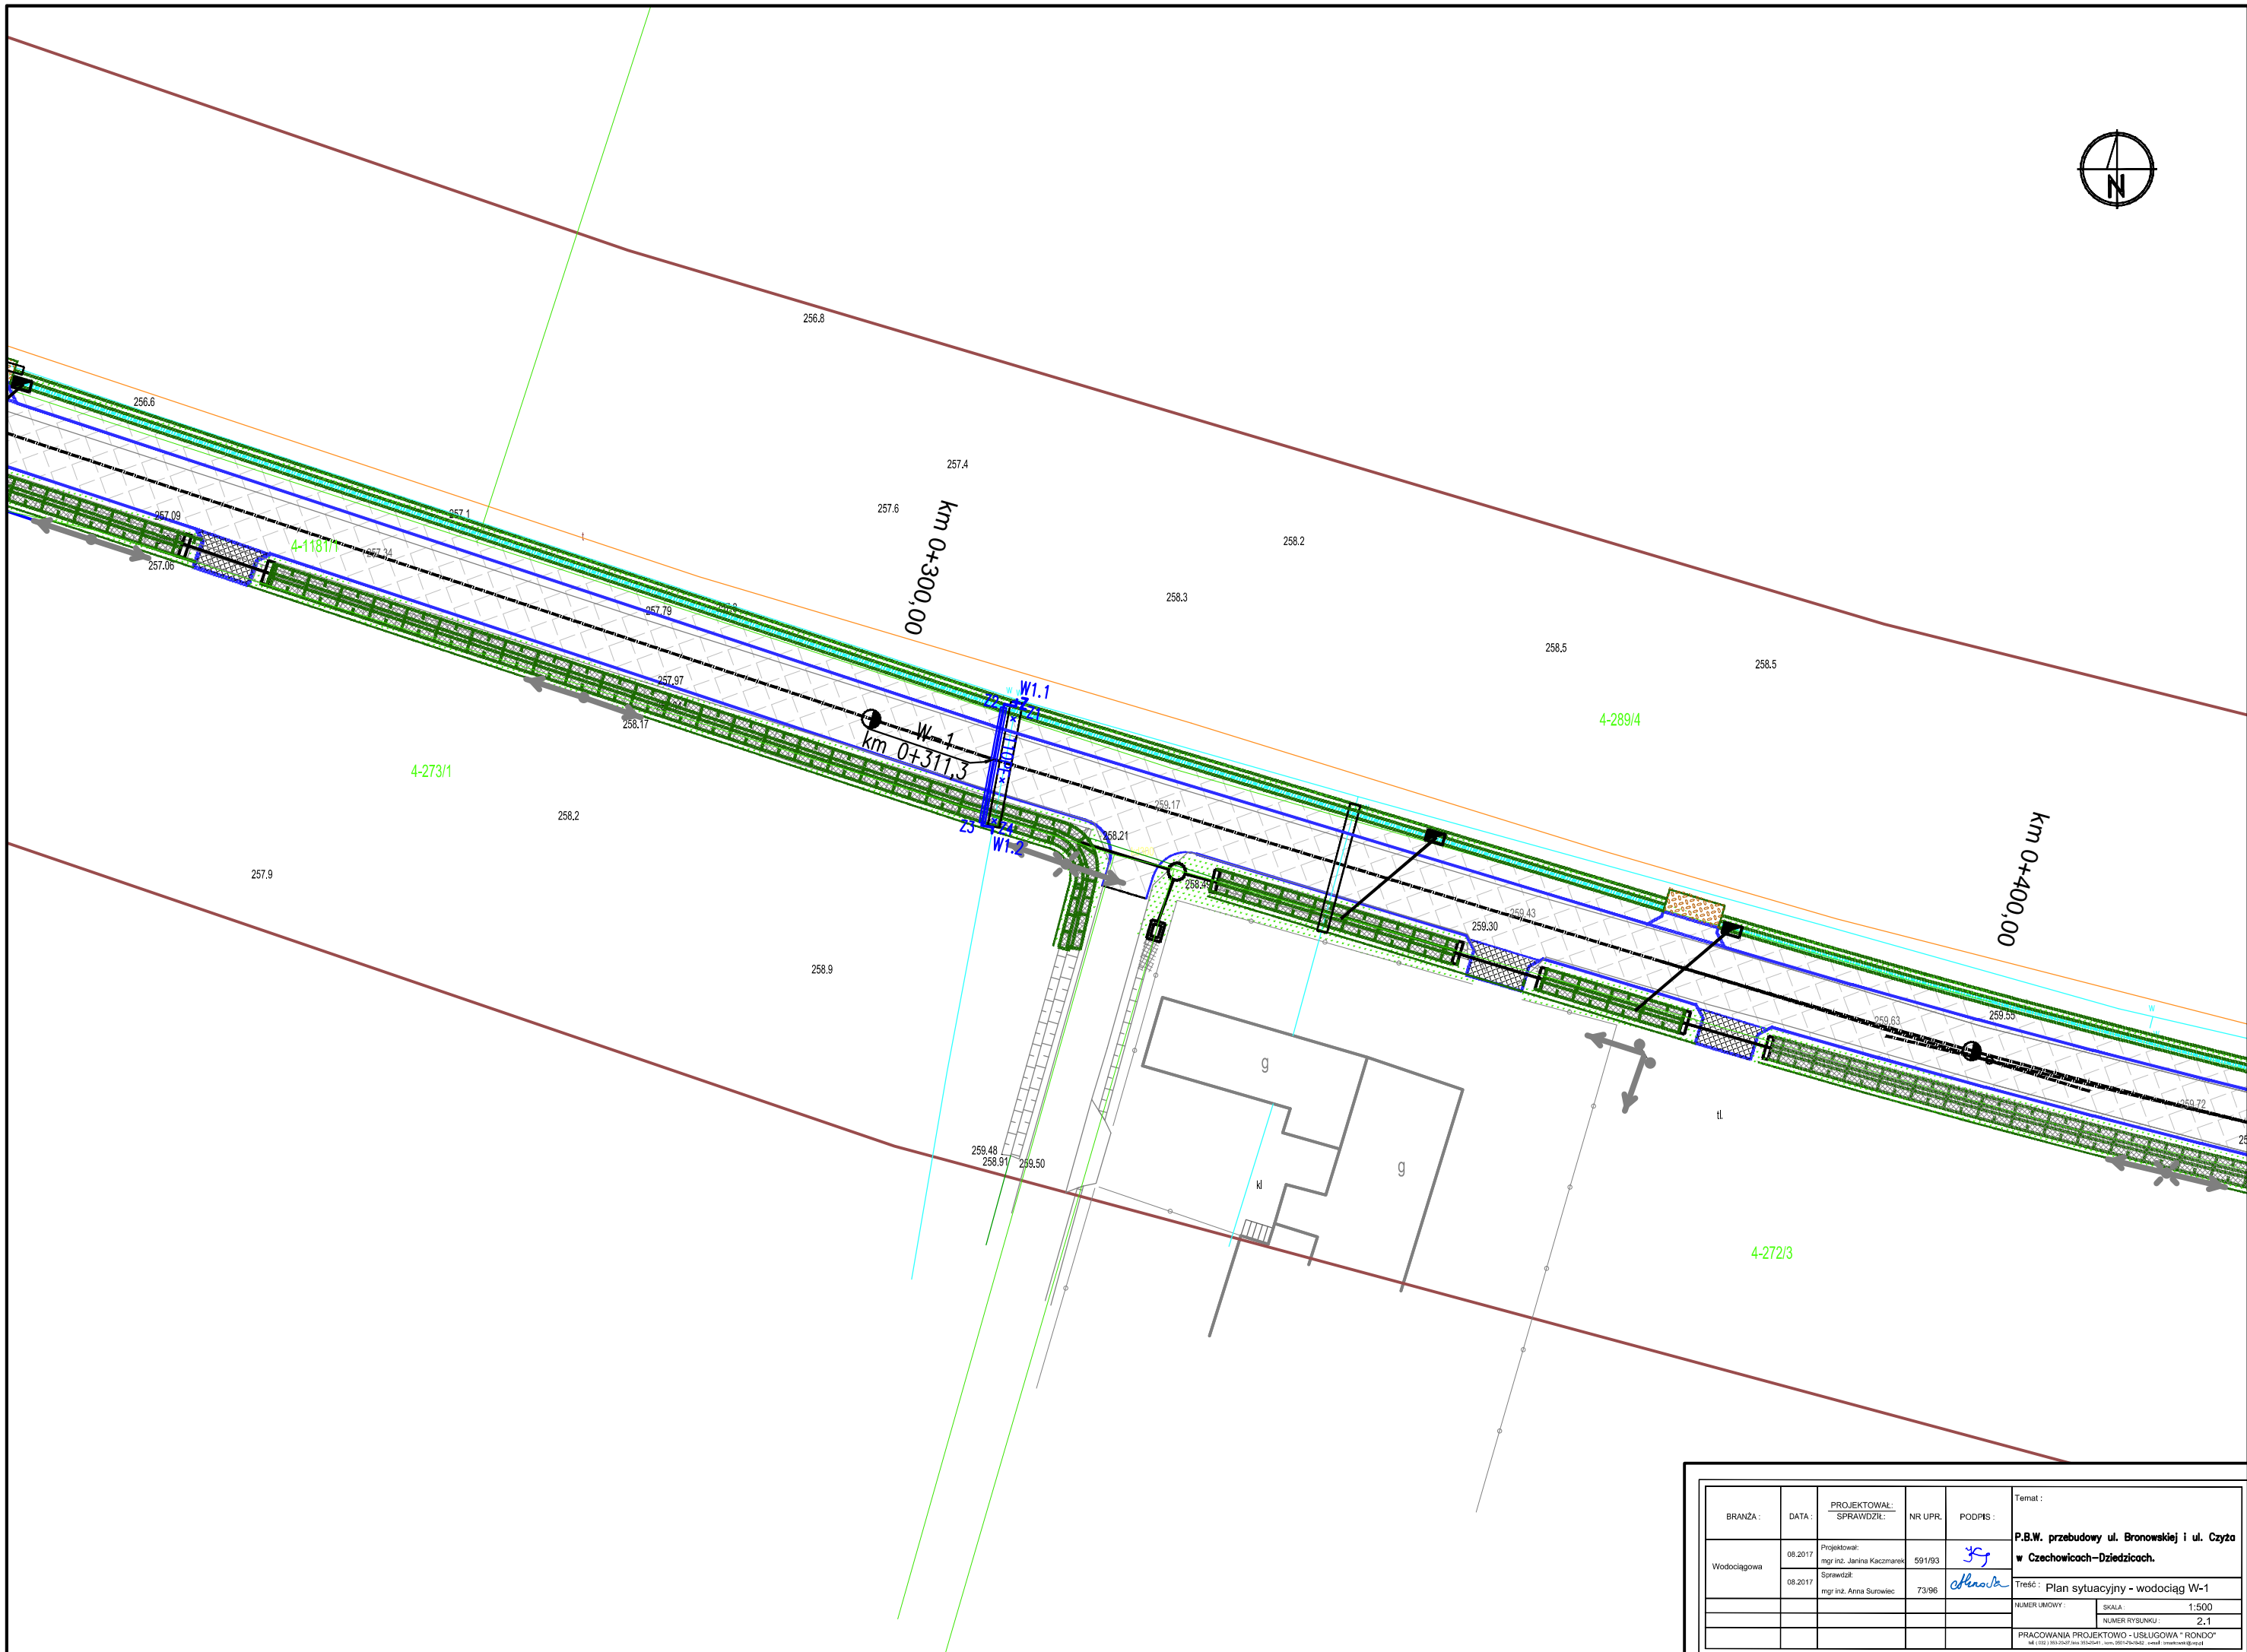 N
256.8
256.6
257.4
257.6
km 0+300,00
258.2
257.09
257.1
4-1181/1
257.34
257.06
258.3
257.79
258.5
258.5
257.97
W1.1
Z2
Z1
4-289/4
258.17
W-1
km 0+311,3
4-273/1
258.2
259.17
Z3
Z4
W1.2
258.21
km 0+400,00
257.9
258.49
259.43
259.30
258.9
259.63
259.55
w
g
g
tl.
259.72
259.48
258.91
259.50
kl
4-272/3
BRANŻA :
DATA :
PROJEKTOWAŁ:
SPRAWDZIŁ:
NR UPR.
PODPIS :
Temat :
P.B.W. przebudowy ul. Bronowskiej i ul. Czyża
w Czechowicach-Dziedzicach.
Wodociągowa
08.2017
Projektował:
mgr inż. Janina Kaczmarek
591/93
08.2017
Sprawdził:
mgr inż. Anna Surowiec
73/96
Treść : Plan sytuacyjny - wodociąg W-1
NUMER UMOWY :
SKALA : 1:500
NUMER RYSUNKU : 2.1
PRACOWANIA PROJEKTOWO - USŁUGOWA " RONDO"